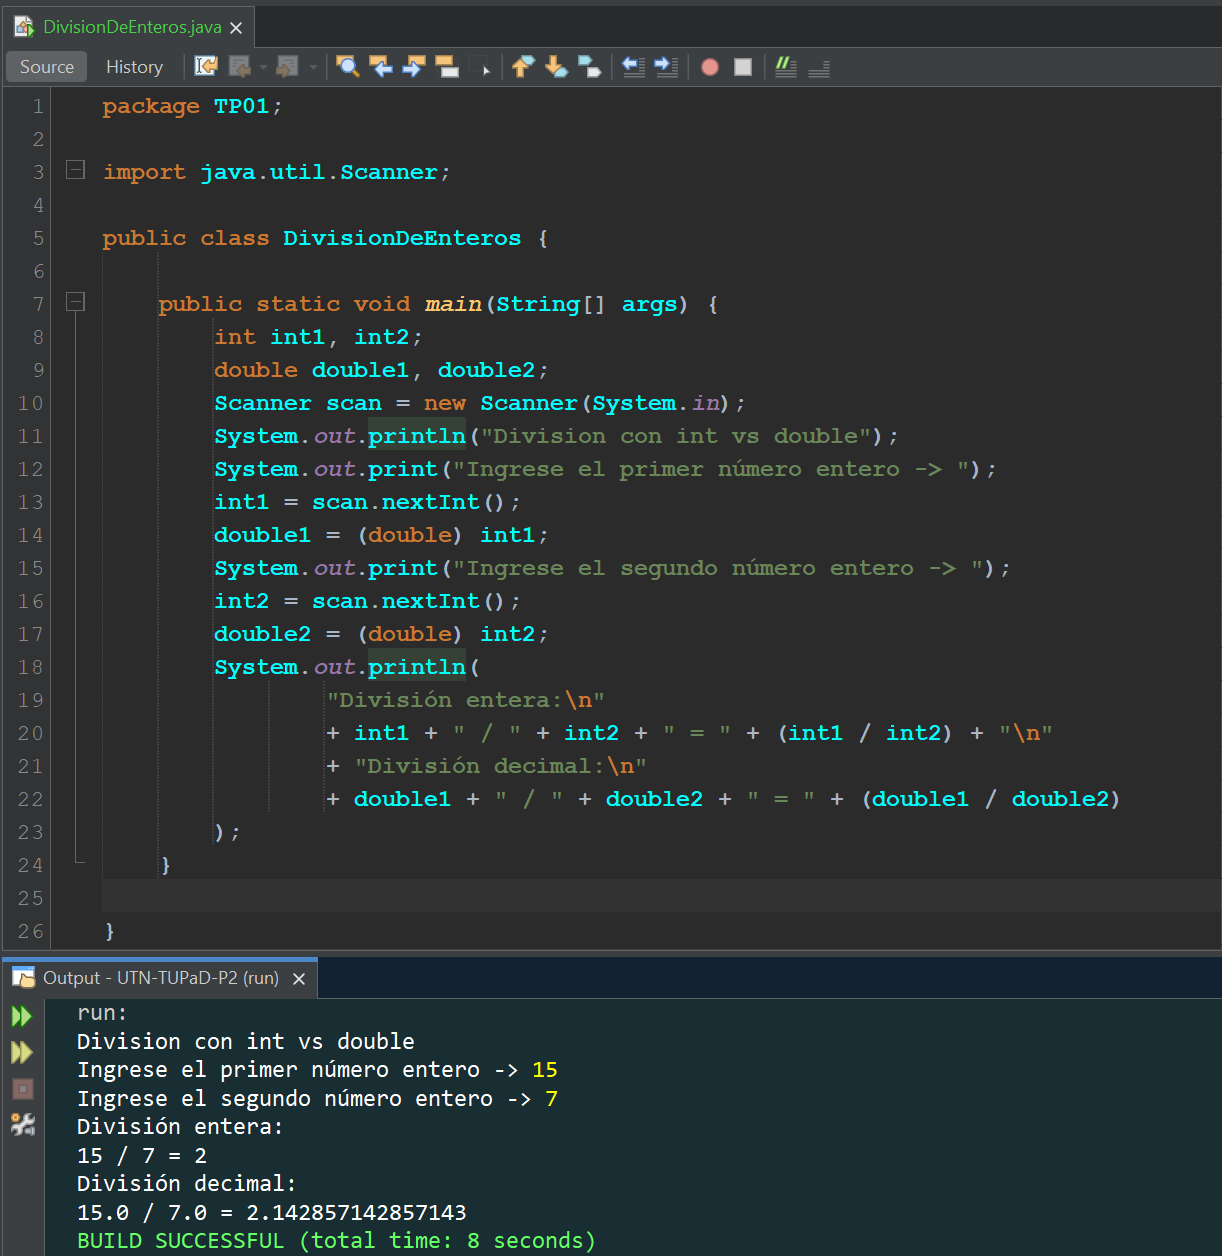 DivisionDeEnteros.java
Source History
1 package TP01;
2
3 import java.util.Scanner;
4
5 public class DivisionDeEnteros {
6
7 public static void main(String[] args) {
8 int int1, int2;
9 double double1, double2;
10 Scanner scan = new Scanner(System.in);
11 System.out.println("Division con int vs double");
12 System.out.print("Ingrese el primer número entero -> ");
13 int1 = scan.nextInt();
14 double1 = (double) int1;
15 System.out.print("Ingrese el segundo número entero -> ");
16 int2 = scan.nextInt();
17 double2 = (double) int2;
18 System.out.println(
19 "División entera:\n"
20 + int1 + " / " + int2 + " = " + (int1 / int2) + "\n"
21 + "División decimal:\n"
22 + double1 + " / " + double2 + " = " + (double1 / double2)
23 );
24 }
25
26 }
Output - UTN-TUPaD-P2 (run)
run:
Division con int vs double
Ingrese el primer número entero -> 15
Ingrese el segundo número entero -> 7
División entera:
15 / 7 = 2
División decimal:
15.0 / 7.0 = 2.142857142857143
BUILD SUCCESSFUL (total time: 8 seconds)